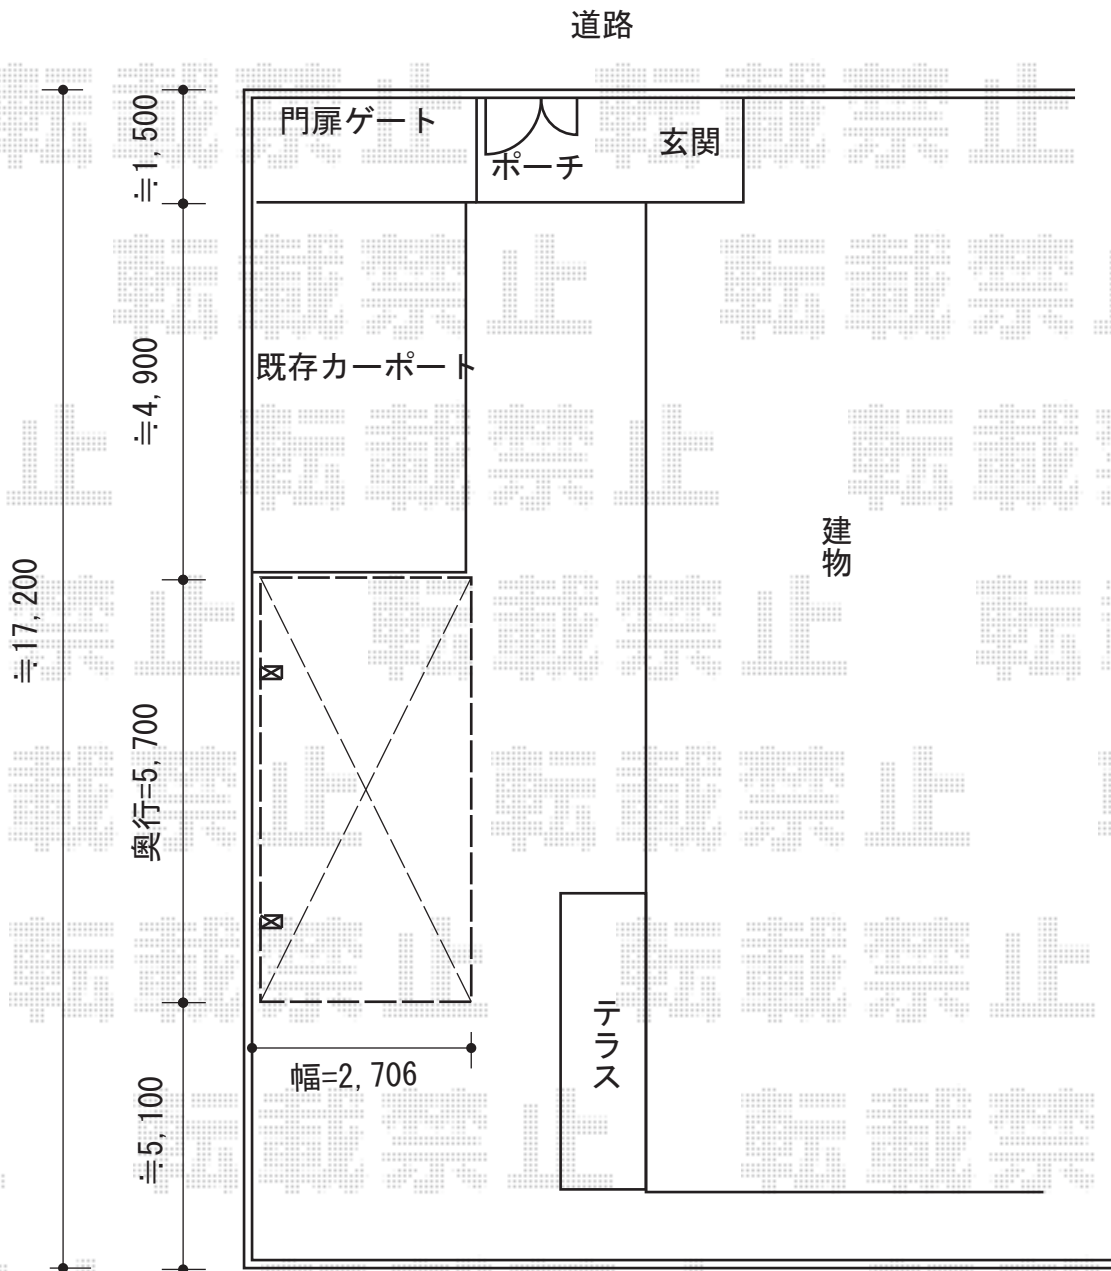 道路
門扉ゲート
ポーチ
玄関
≒1,500
既存カーポート
≒4,900
建物
≒17,200
奥行=5,700
テラス
幅=2,706
≒5,100
転載禁止